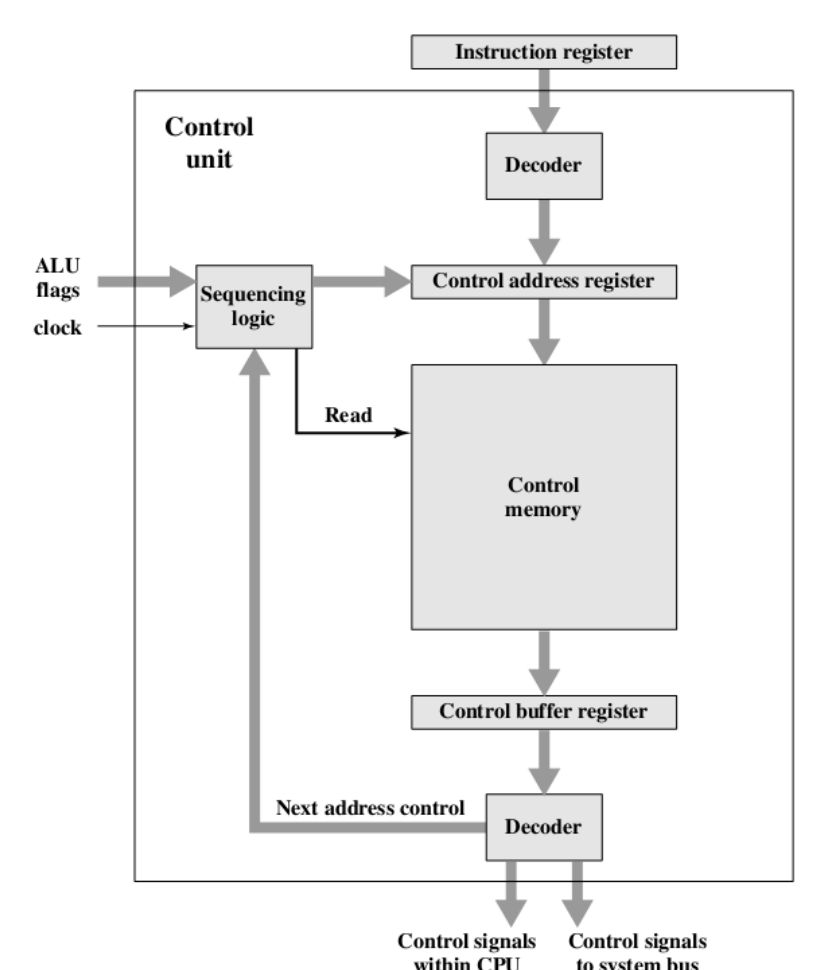 Instruction register
Control
unit
Decoder
ALU
flags
Sequencing
logic
Control address register
clock
Read
Control
memory
Control buffer register
Next address control
Decoder
Control signals
within CPU
Control signals
to system bus